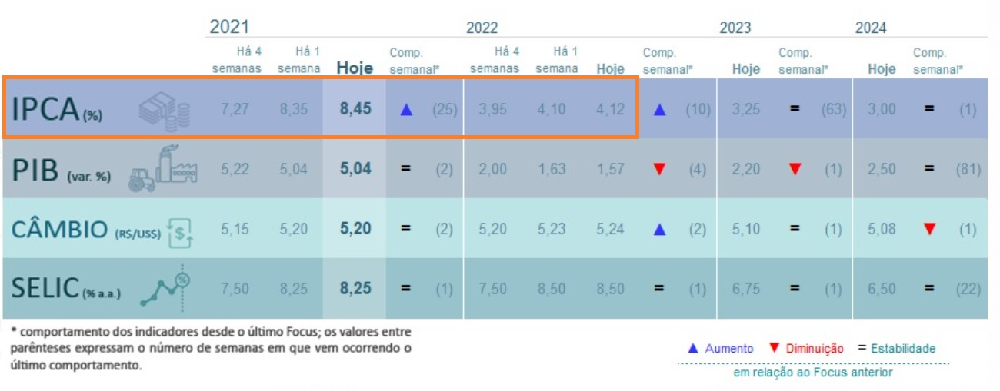 2021 2022 2023 2024
Há 4 Há 1 Comp. Há 4 Há 1 Comp. Comp. Comp.
semanas semana Hoje semanal* semanas semana Hoje semanal* Hoje semanal* Hoje semanal*
IPCA (%) 7,27 8,35 8,45 ▲ (25) 3,95 4,10 4,12 ▲ (10) 3,25 = (63) 3,00 = (1)
PIB (var. %) 5,22 5,04 5,04 = (2) 2,00 1,63 1,57 ▼ (4) 2,20 ▼ (1) 2,50 = (81)
CÂMBIO (R$/US$) $ 5,15 5,20 5,20 = (2) 5,20 5,23 5,24 ▲ (2) 5,10 = (1) 5,08 ▼ (1)
SELIC (% a.a.) % 7,50 8,25 8,25 = (1) 7,50 8,50 8,50 = (1) 6,75 = (1) 6,50 = (22)
* comportamento dos indicadores desde o último Focus; os valores entre
parênteses expressam o número de semanas em que vem ocorrendo o
último comportamento.
▲ Aumento ▼ Diminuição = Estabilidade
em relação ao Focus anterior